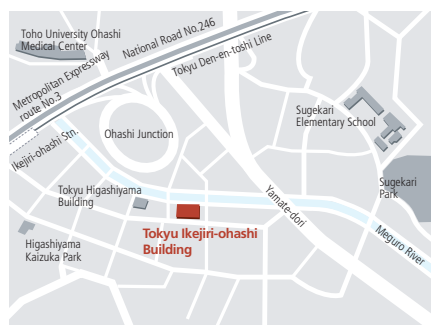 Toho University Ohashi
Medical Center
National Road No.246
Metropolitan Expressway
route No.3
Tokyu Den-en-toshi Line
Ikejiri-ohashi Stn.
Ohashi Junction
Sugekari
Elementary School
Tokyu Higashiyama
Building
Sugekari
Park
Yamate-dori
Tokyu Ikejiri-ohashi
Building
Meguro River
Higashiyama
Kaizuka Park